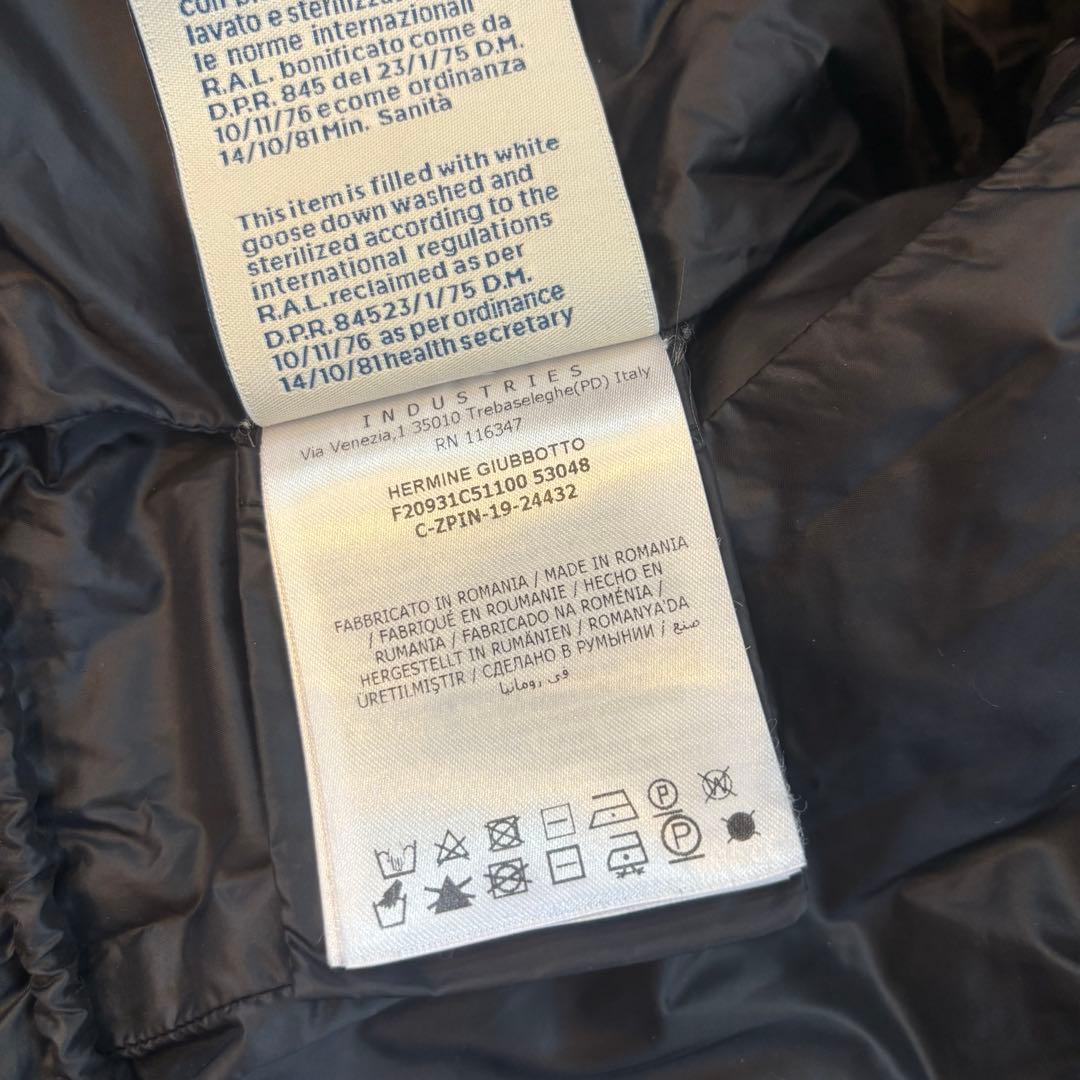 lavato e sterilizzato
le norme internazionali
R.A.L. bonificato come da
D.P.R. 845 del 23/1/75 D.M.
10/11/76 e come ordinanza
14/10/81 Min. Sanità
This item is filled with white
goose down washed and
sterilized according to the
international regulations
R.A.L. reclaimed as per
D.P.R. 845 23/1/75 D.M.
10/11/76 as per ordinance
14/10/81 health secretary
INDUSTRIES
Via Venezia,1 35010 Trebaseleghe(PD) Italy
RN 116347
HERMINE GIUBBOTTO
F20931C51100 53048
C-ZPIN-19-24432
FABBRICATO IN ROMANIA / MADE IN ROMANIA
/ FABRIQUÉ EN ROUMANIE / HECHO EN
RUMANIA / FABRICADO NA ROMÉNIA /
HERGESTELLT IN RUMÄNIEN / ROMANYA'DA
ÜRETILMIŞTIR / СДЕЛАНО В РУМЫНИИ / صنع
في رومانيا
P W
P